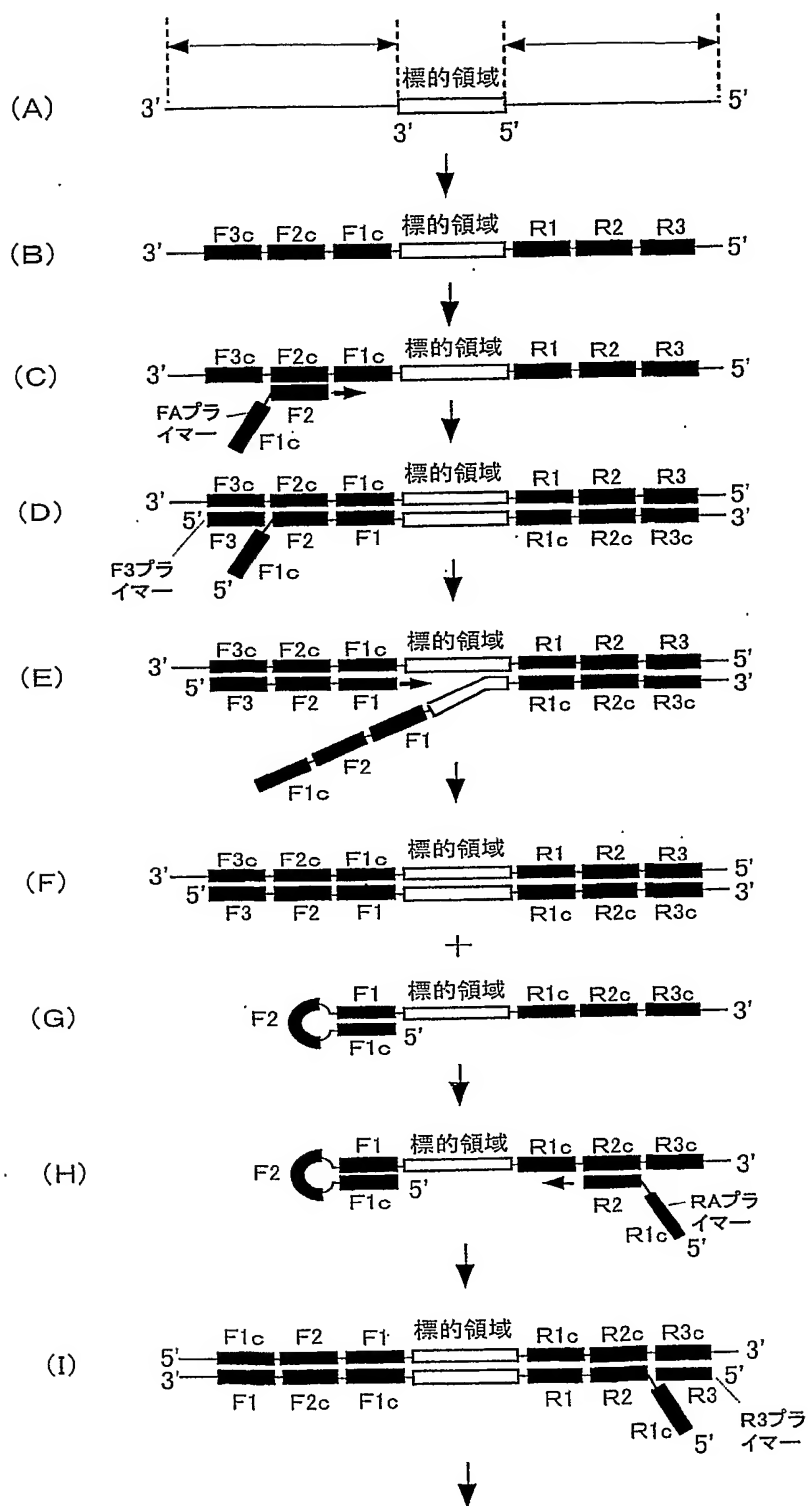 標的領域
(A) 3' 5'
3' 5'
標的領域
F3c F2c F1c R1 R2 R3
(B) 3' 5'
標的領域
F3c F2c F1c R1 R2 R3
(C) 3' 5'
FAプラ
イマー
F2
F1c
標的領域
F3c F2c F1c R1 R2 R3
(D) 3' 5'
5' 3'
F3 F2 F1 R1c R2c R3c
F3プラ
イマー
F1c
5'
標的領域
F3c F2c F1c R1 R2 R3
(E) 3' 5'
5' 3'
F3 F2 F1 R1c R2c R3c
F1
F2
F1c
標的領域
F3c F2c F1c R1 R2 R3
(F) 3' 5'
5' 3'
F3 F2 F1 R1c R2c R3c
+
標的領域
F1 R1c R2c R3c
(G) F2 3'
F1c 5'
標的領域
F1 R1c R2c R3c
(H) F2 3'
F1c 5' R2
RAプラ
イマー
R1c
5'
標的領域
F1c F2 F1 R1c R2c R3c
(I) 5' 3'
3' 5'
F1 F2c F1c R1 R2 R3
R1c
5'
R3プラ
イマー